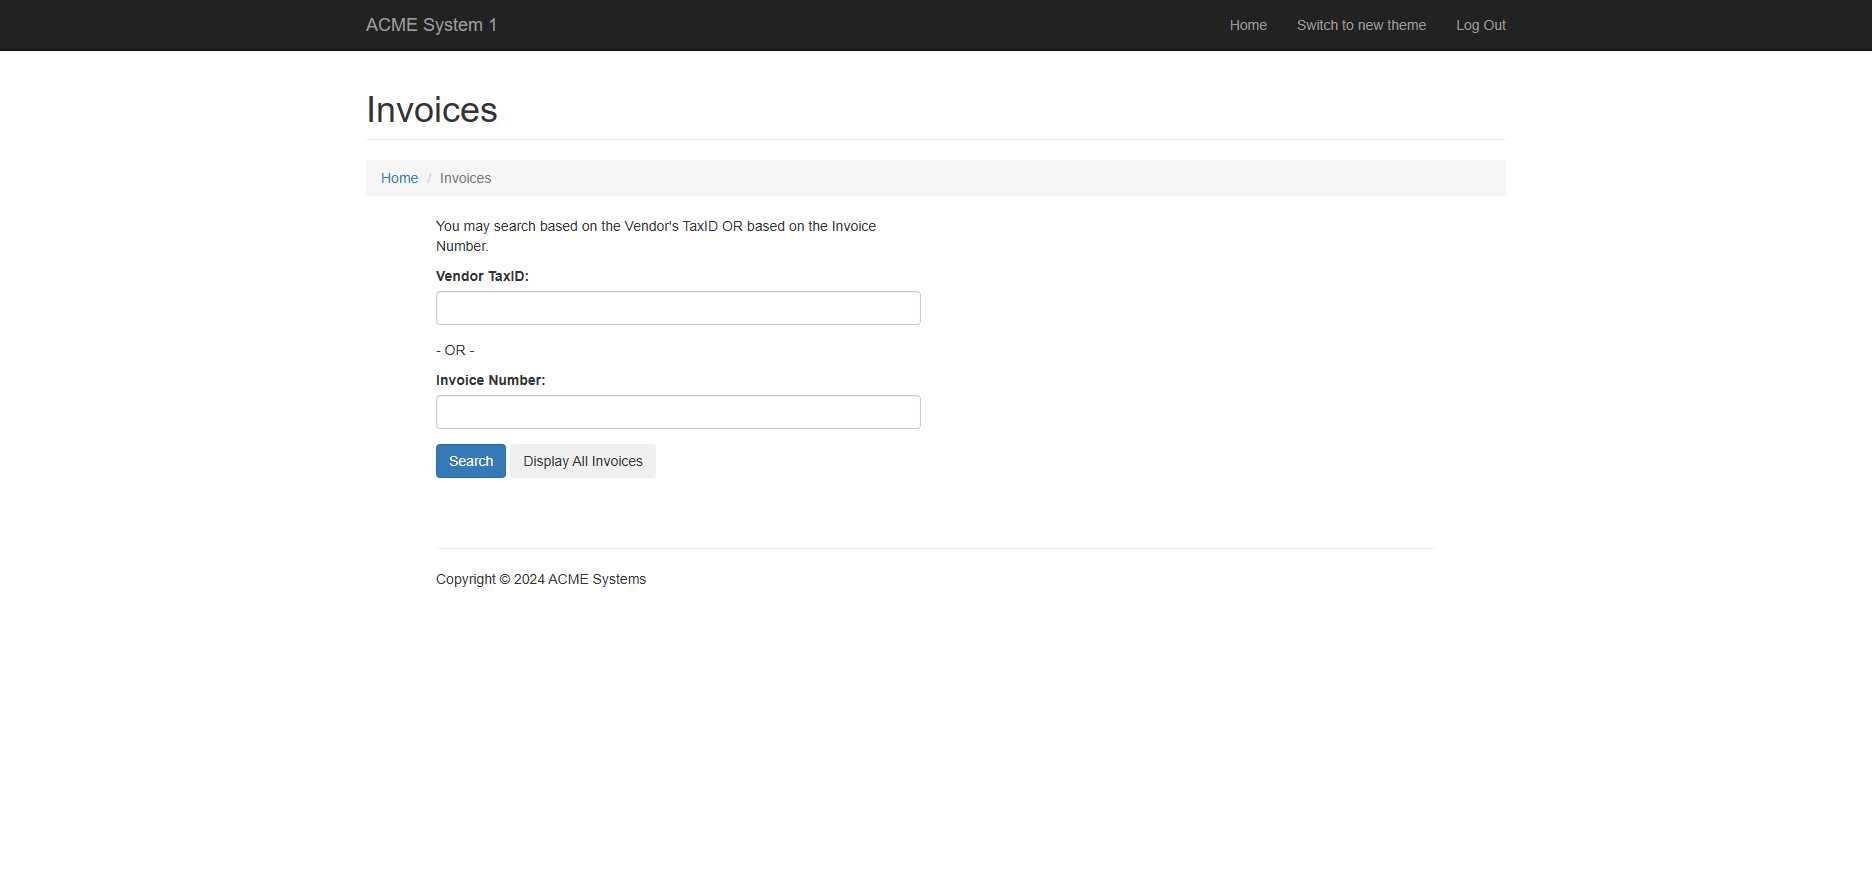 ACME System 1
Home
Switch to new theme
Log Out
Invoices
Home / Invoices
You may search based on the Vendor's TaxID OR based on the Invoice
Number.
Vendor TaxID:
- OR -
Invoice Number:
Search
Display All Invoices
Copyright © 2024 ACME Systems